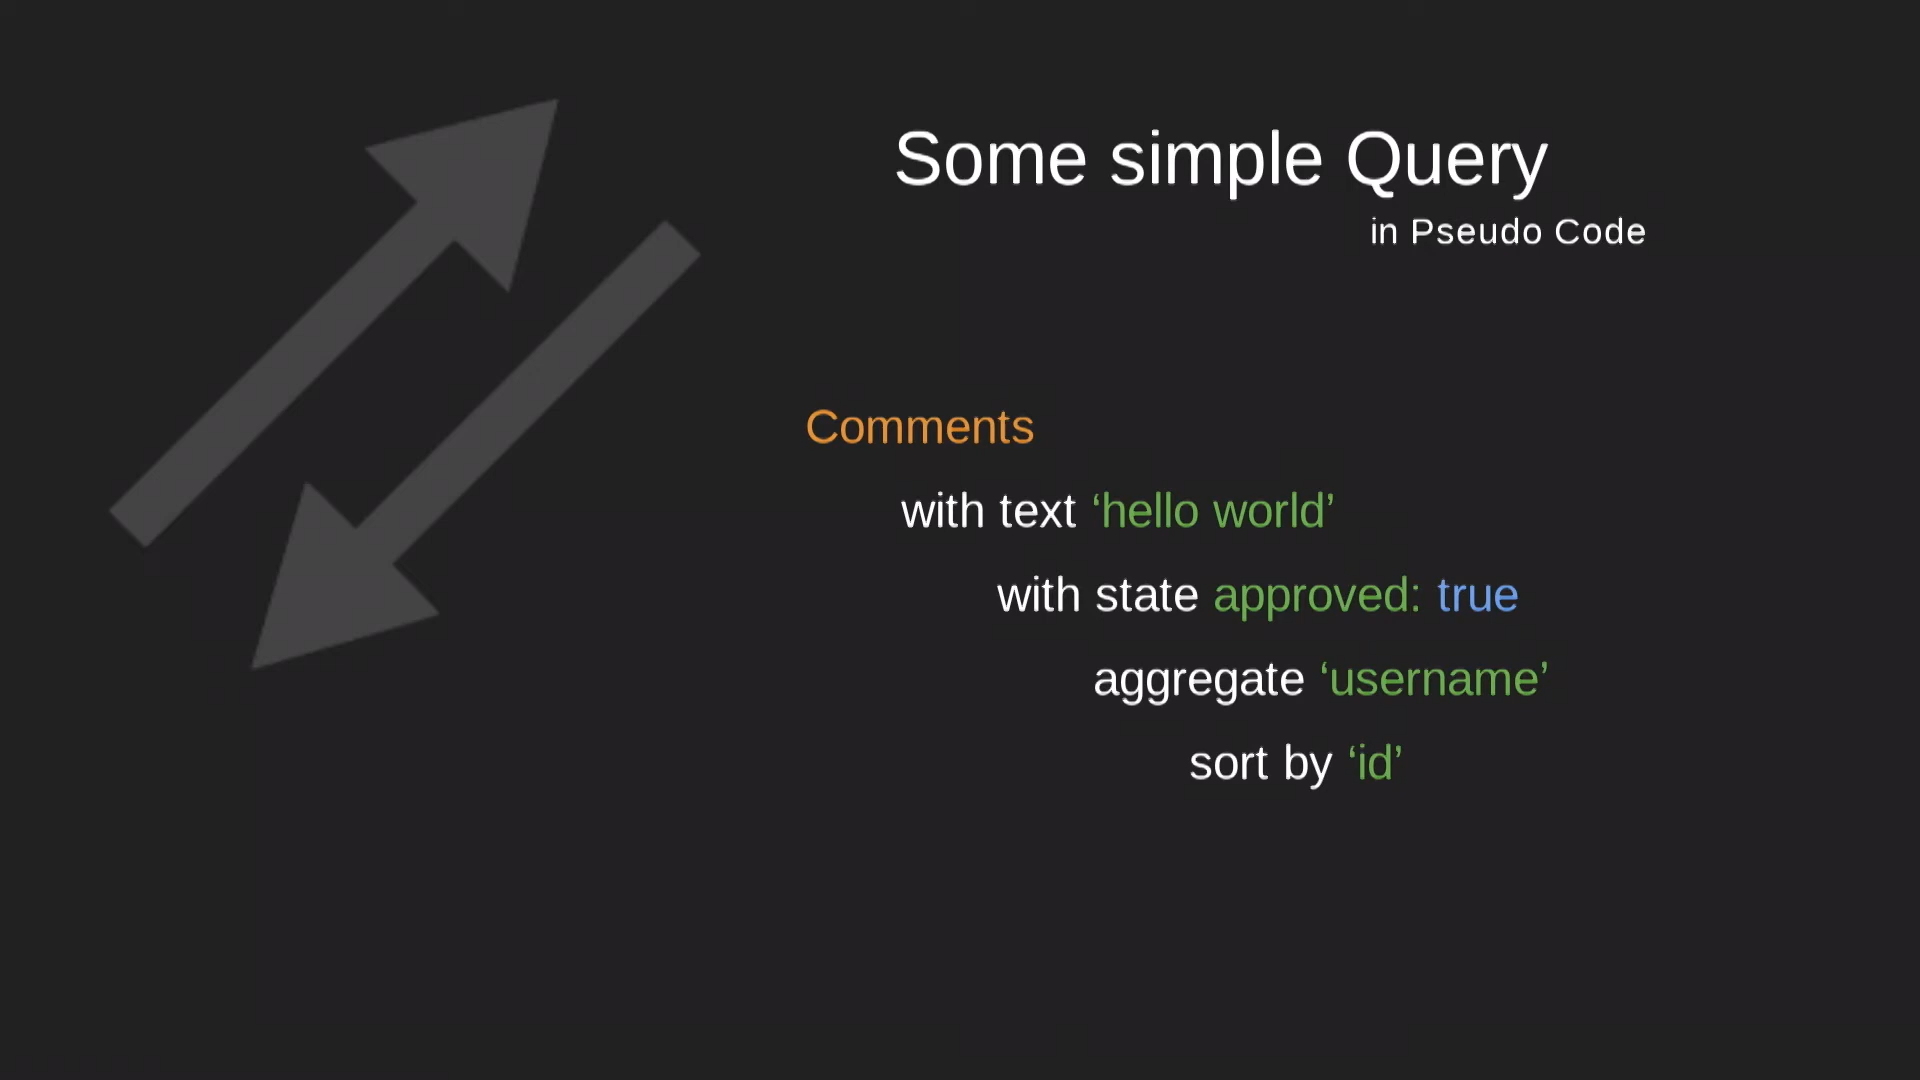 Some simple Query
in Pseudo Code
Comments
with text ‘hello world’
with state approved: true
aggregate ‘username’
sort by ‘id’